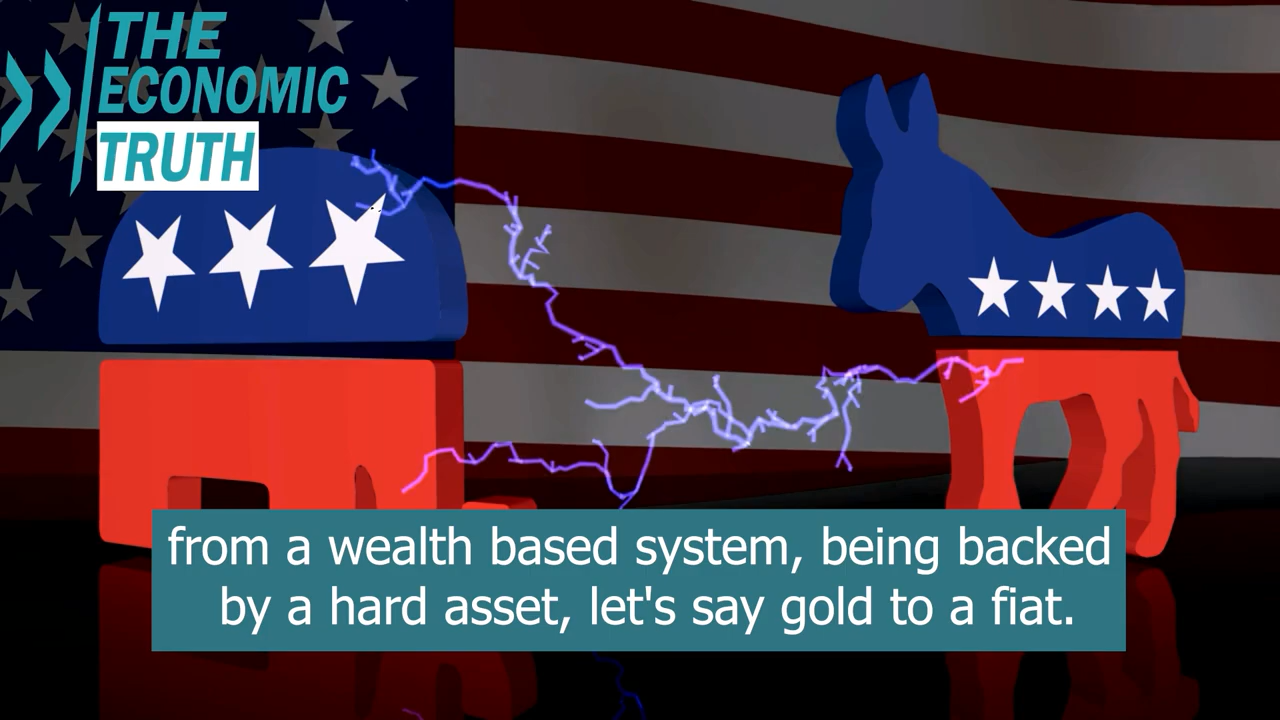 THE
ECONOMIC
TRUTH
from a wealth based system, being backed
by a hard asset, let's say gold to a fiat.